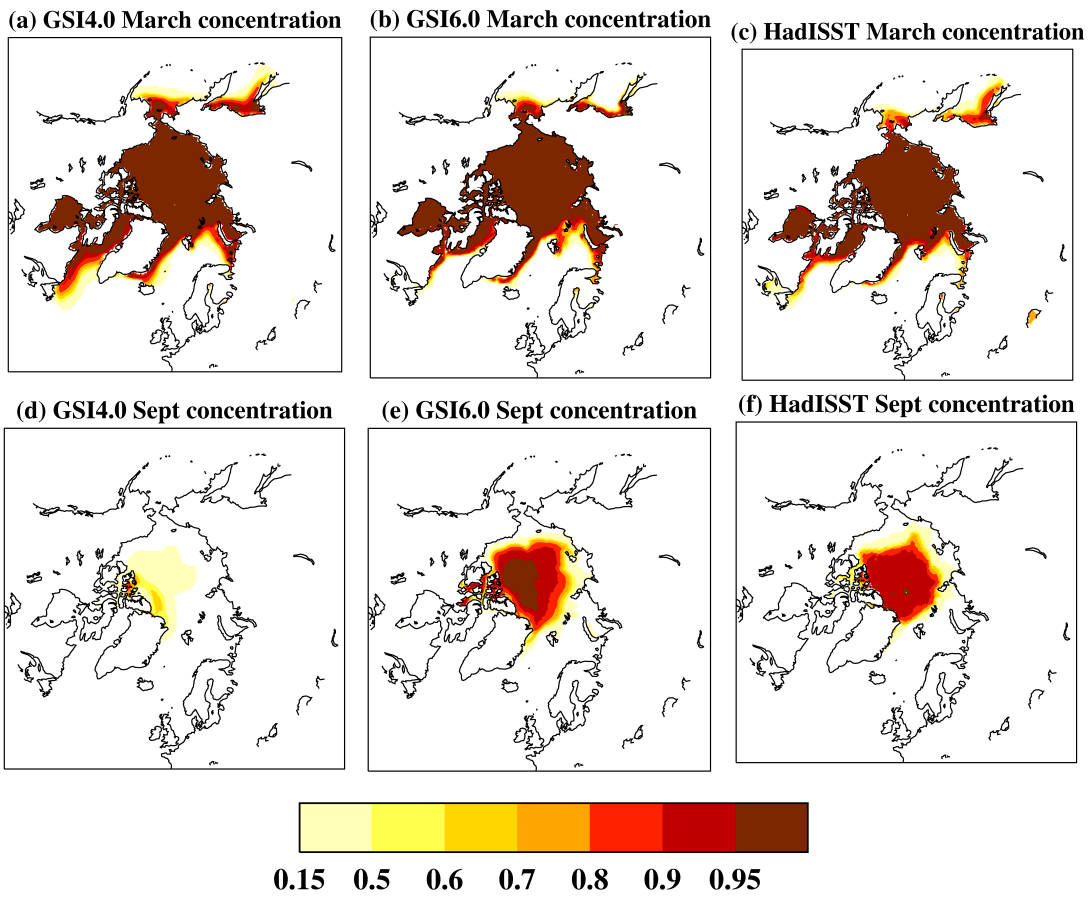 (a) GSI4.0 March concentration
(b) GSI6.0 March concentration
(c) HadISST March concentration
(d) GSI4.0 Sept concentration
(e) GSI6.0 Sept concentration
(f) HadISST Sept concentration
0.15 0.5 0.6 0.7 0.8 0.9 0.95